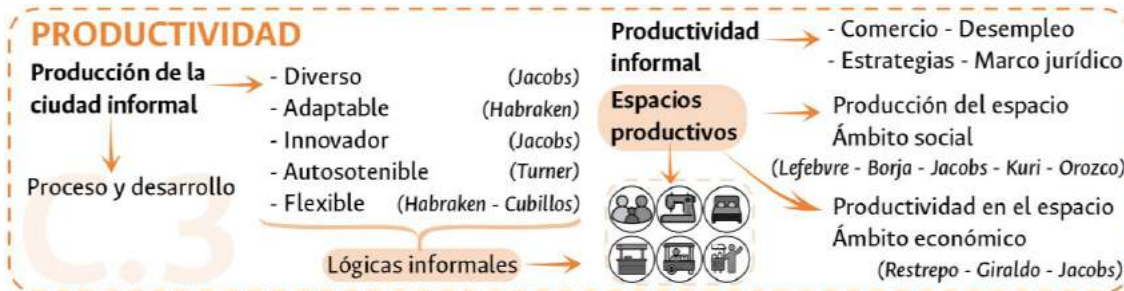 PRODUCTIVIDAD
Producción de la
ciudad informal
Proceso y desarrollo
- Diverso (Jacobs)
- Adaptable (Habraken)
- Innovador (Jacobs)
- Autosotenible (Turner)
- Flexible (Habraken - Cubillos)
Lógicas informales
Productividad
informal
- Comercio - Desempleo
- Estrategias - Marco jurídico
Espacios
productivos
Producción del espacio
Ámbito social
(Lefebvre - Borja - Jacobs - Kuri - Orozco)
Productividad en el espacio
Ámbito económico
(Restrepo - Giraldo - Jacobs)
C.3